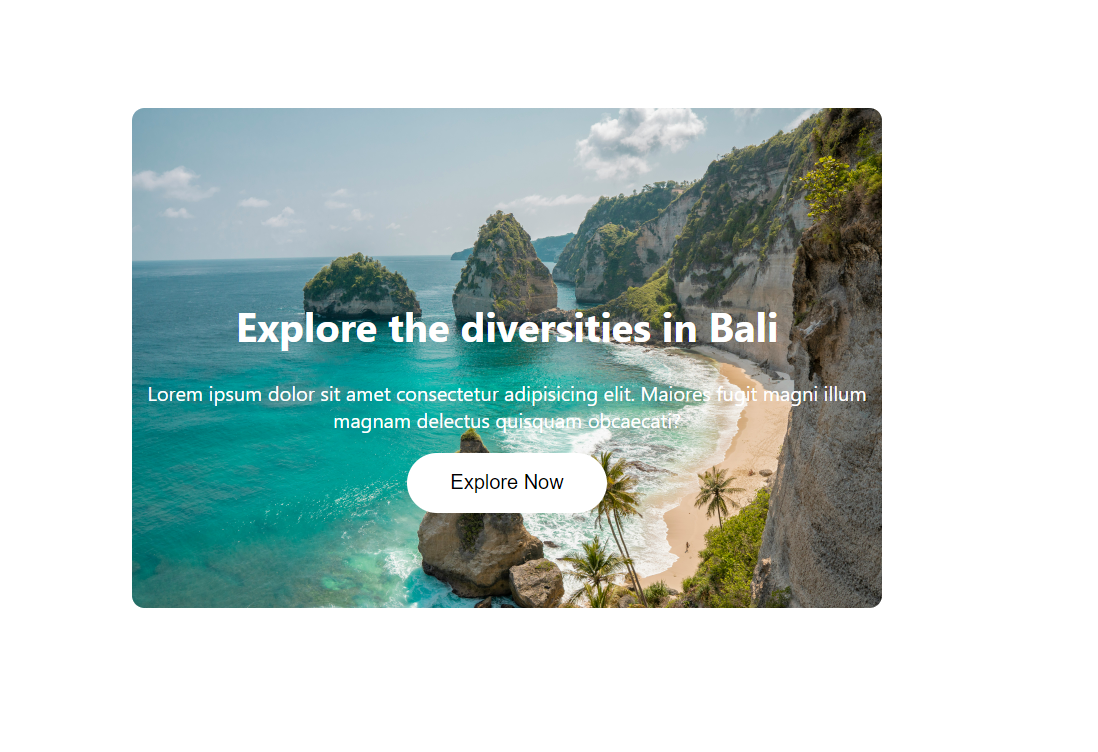 Explore the diversities in Bali
Lorem ipsum dolor sit amet consectetur adipisicing elit. Maiores fugit magni illum
magnam delectus quisquam obcaecati?
Explore Now